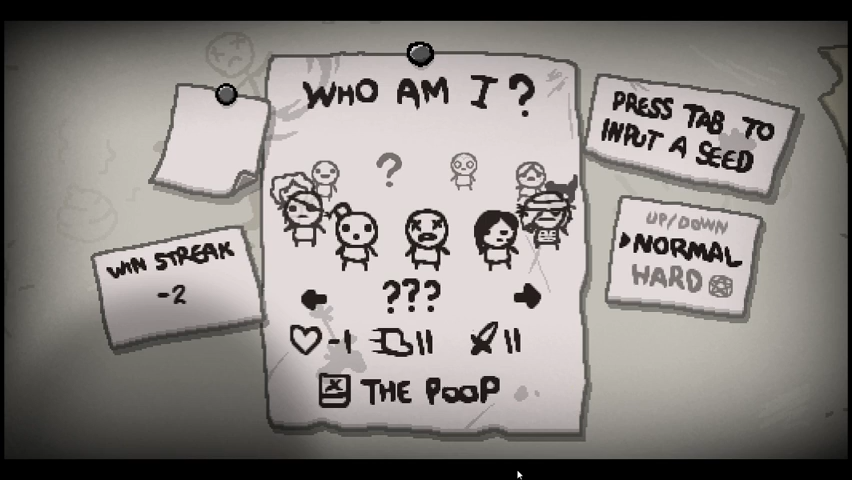 WHO AM I?
PRESS TAB TO
INPUT A SEED
?
WIN STREAK
-2
UP/DOWN
NORMAL
HARD
???
-1
THE POOP